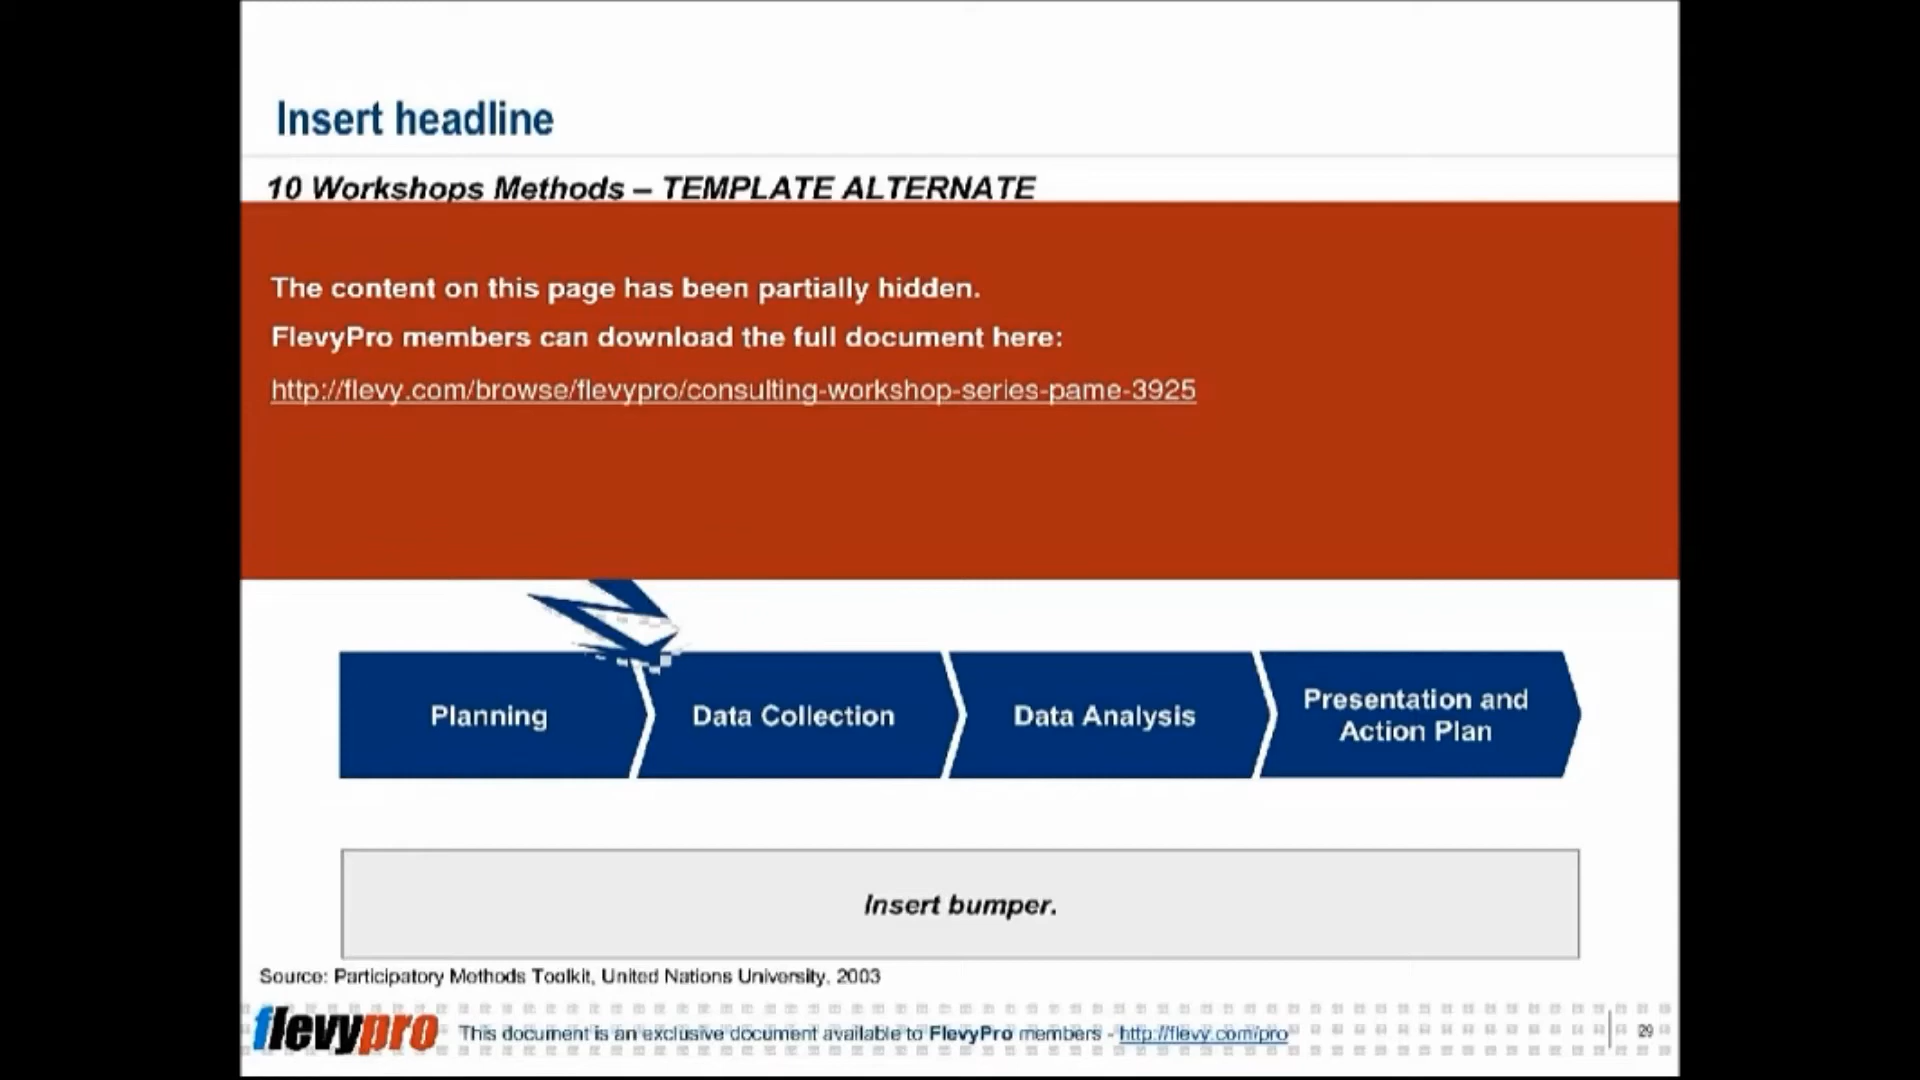 Insert headline
10 Workshops Methods – TEMPLATE ALTERNATE
The content on this page has been partially hidden.
FlevyPro members can download the full document here:
http://flevy.com/browse/flevypro/consulting-workshop-series-pame-3925
Planning
Data Collection
Data Analysis
Presentation and
Action Plan
Insert bumper.
Source: Participatory Methods Toolkit, United Nations University, 2003
flevypro
This document is an exclusive document available to FlevyPro members - http://flevy.com/pro
29